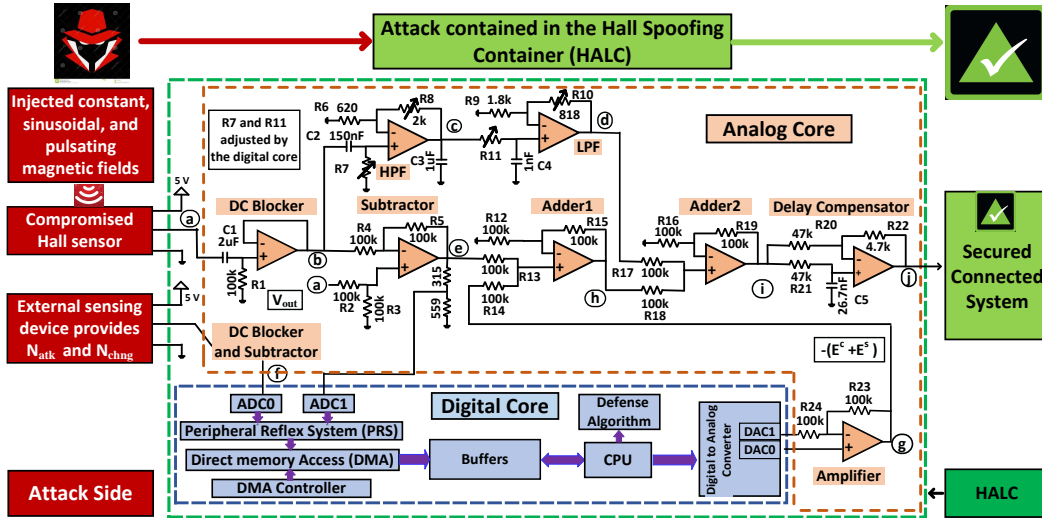 Attack contained in the Hall Spoofing
Container (HALC)
Injected constant,
sinusoidal, and
pulsating magnetic
fields
5 V
a
Compromised
Hall sensor
5 V
External sensing
device provides
N_atk and N_chng
Attack Side
R7 and R11
adjusted by
the digital core
R6
620
R8
2k
C2
150nF
R7
HPF
c
C3
1uF
R9
1.8k
R10
818
R11
C4
1nF
LPF
d
Analog Core
DC Blocker
C1
2uF
100k
R1
b
Subtractor
R4
100k
R5
100k
e
a
V_out
100k
R2
100k
R3
315
559
Adder1
R12
100k
R15
100k
100k
R13
100k
R14
h
Adder2
R16
100k
R19
100k
R17
100k
100k
R18
i
Delay Compensator
R20
47k
R22
4.7k
47k
R21
26.7nF
C5
j
Secured
Connected
System
DC Blocker
and Subtractor
f
-(E^c +E^s)
ADC0
ADC1
Digital Core
Peripheral Reflex System (PRS)
Direct memory Access (DMA)
DMA Controller
Buffers
Defense
Algorithm
CPU
Digital to Analog
Converter
DAC1
DAC0
R23
100k
R24
100k
g
Amplifier
HALC